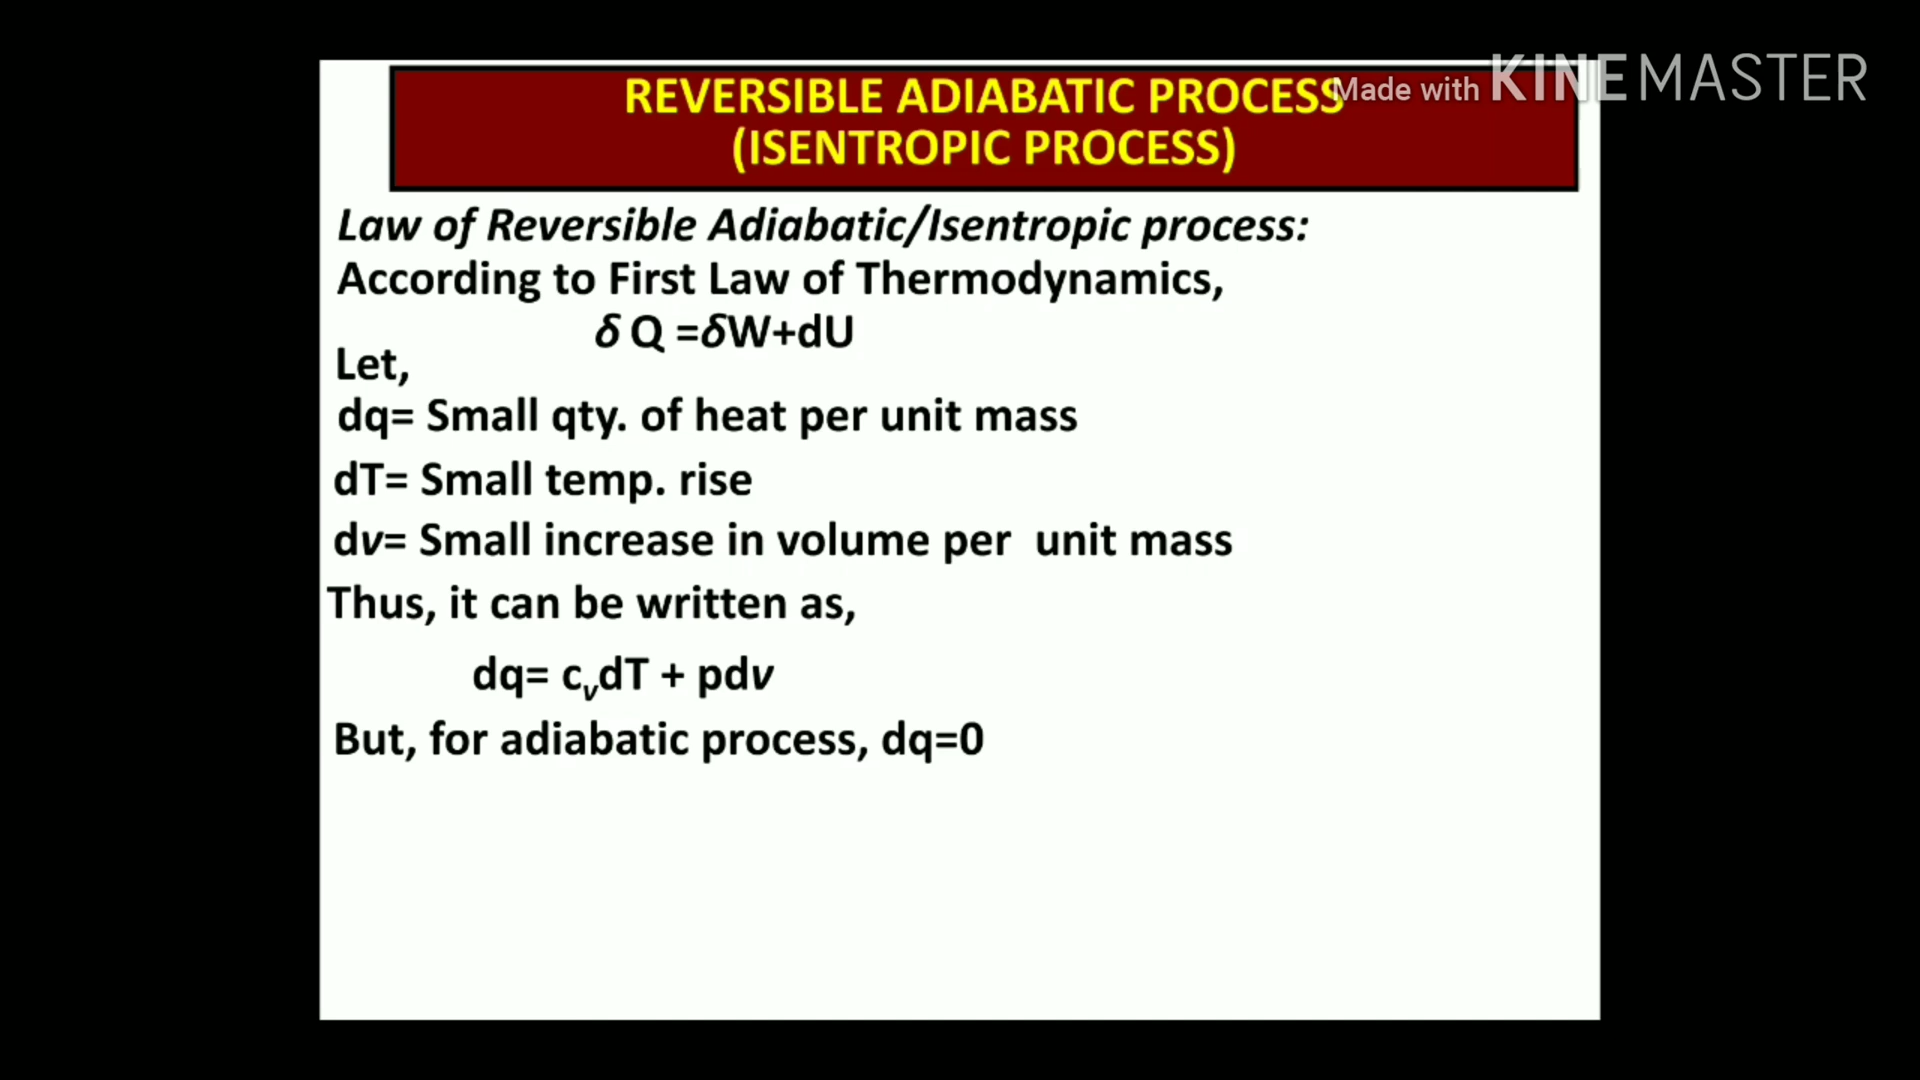 REVERSIBLE ADIABATIC PROCESS
(ISENTROPIC PROCESS)
Made with KINEMASTER
Law of Reversible Adiabatic/Isentropic process:
According to First Law of Thermodynamics,
δ Q =δW+dU
Let,
dq= Small qty. of heat per unit mass
dT= Small temp. rise
dv= Small increase in volume per unit mass
Thus, it can be written as,
dq= cᵥdT + pdv
But, for adiabatic process, dq=0